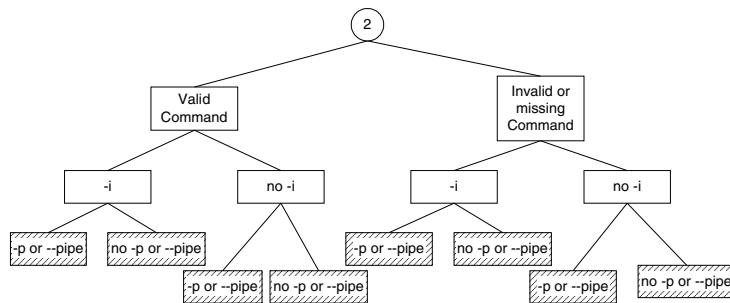 2
Valid
Command
Invalid or
missing
Command
-i
no -i
-i
no -i
-p or --pipe
no -p or --pipe
-p or --pipe
no -p or --pipe
-p or --pipe
no -p or --pipe
-p or --pipe
no -p or --pipe